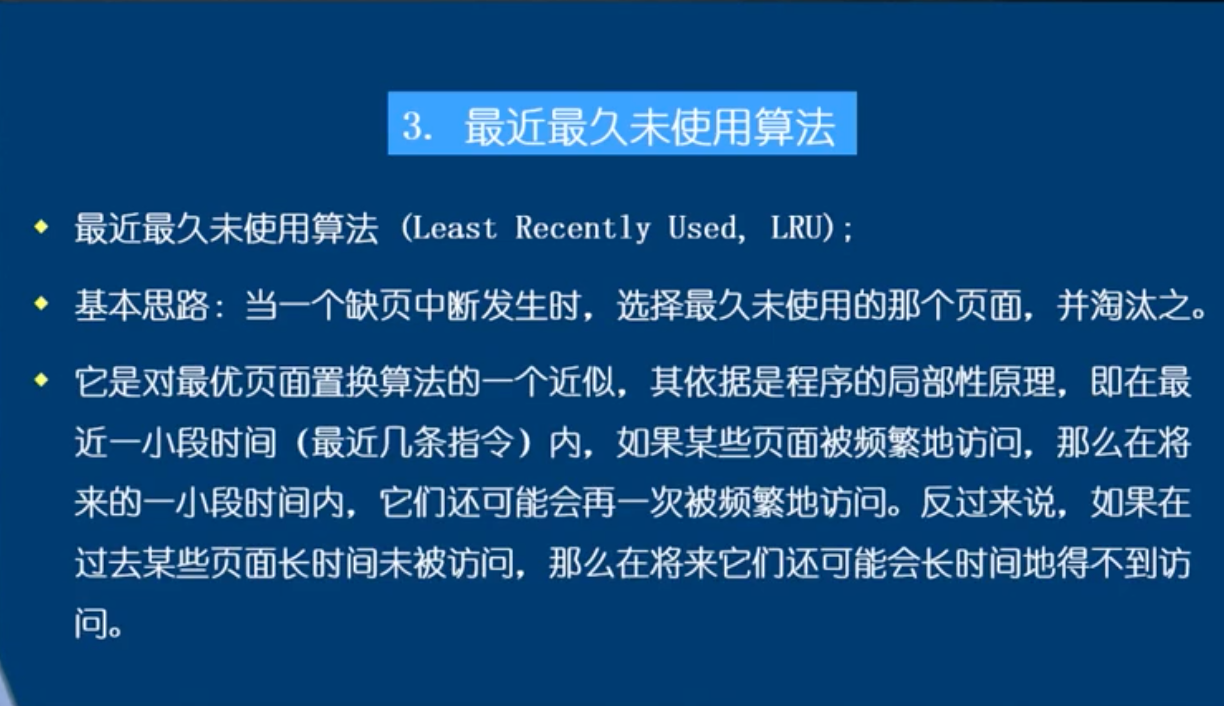 3. 最近最久未使用算法
最近最久未使用算法 (Least Recently Used, LRU);
基本思路: 当一个缺页中断发生时，选择最久未使用的那个页面，并淘汰之。
它是对最优页面置换算法的一个近似，其依据是程序的局部性原理，即在最
近一小段时间（最近几条指令）内，如果某些页面被频繁地访问，那么在将
来的一小段时间内，它们还可能会再一次被频繁地访问。反过来说，如果在
过去某些页面长时间未被访问，那么在将来它们还可能会长时间地得不到访
问。